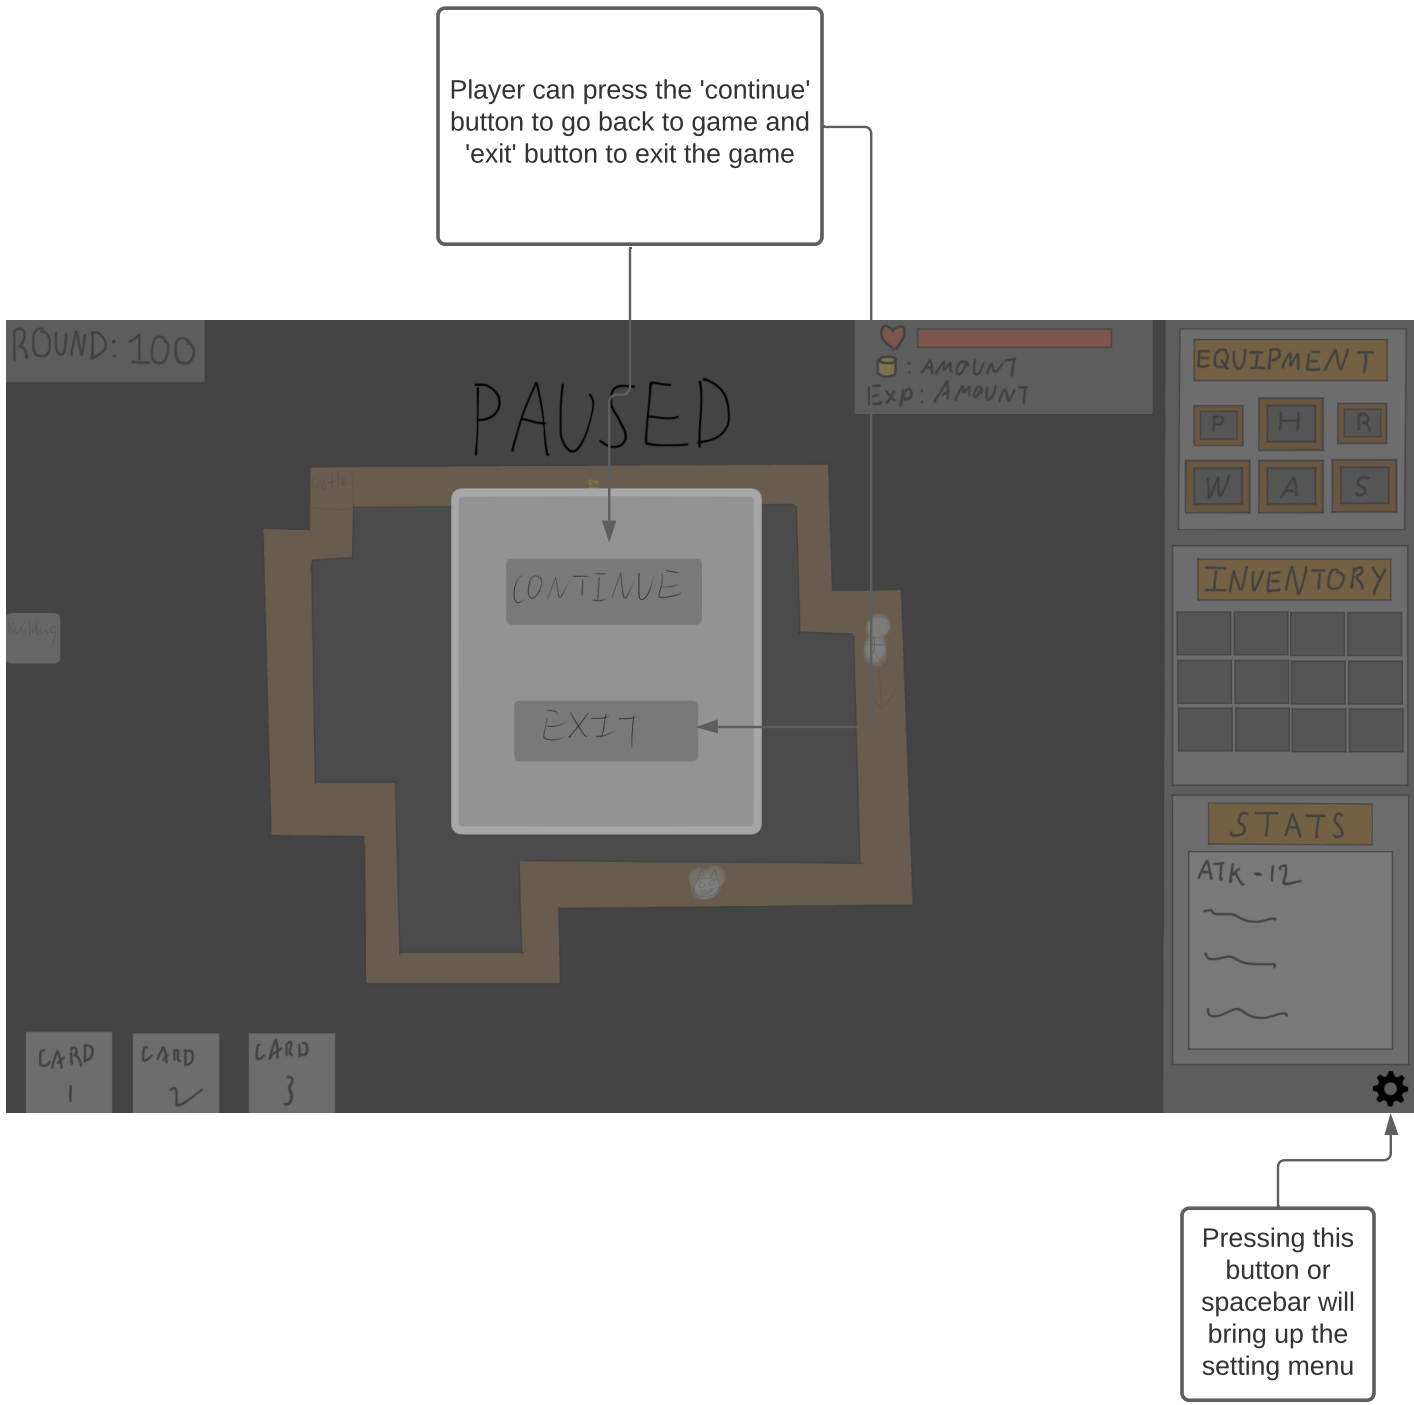 Player can press the 'continue'
button to go back to game and
'exit' button to exit the game
ROUND: 100
: AMOUNT
Exp: AMOUNT
PAUSED
EQUIPMENT
P H R
W A S
Castle
CONTINUE
INVENTORY
Building
EXIT
STATS
ATK - 12
CARD
1
CARD
2
CARD
3
Pressing this
button or
spacebar will
bring up the
setting menu